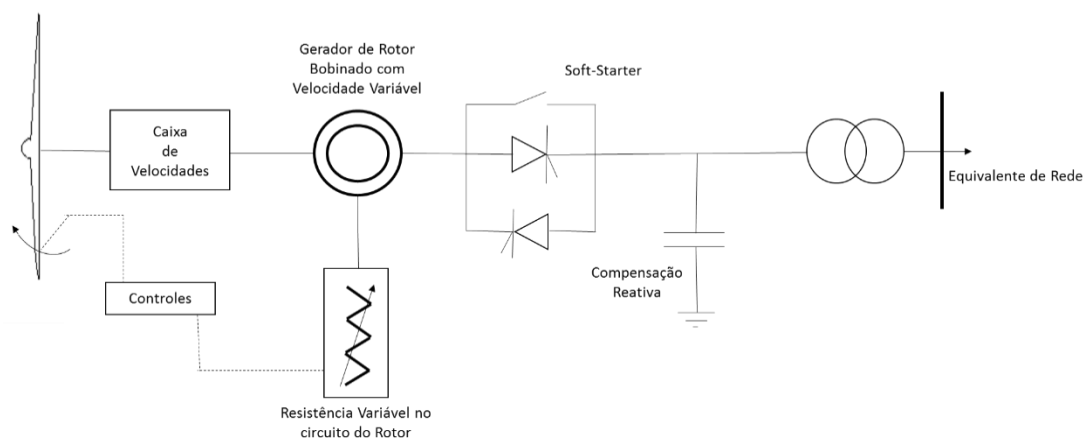 Gerador de Rotor
Bobinado com
Velocidade Variável
Soft-Starter
Caixa
de
Velocidades
Equivalente de Rede
Compensação
Reativa
Controles
Resistência Variável no
circuito do Rotor